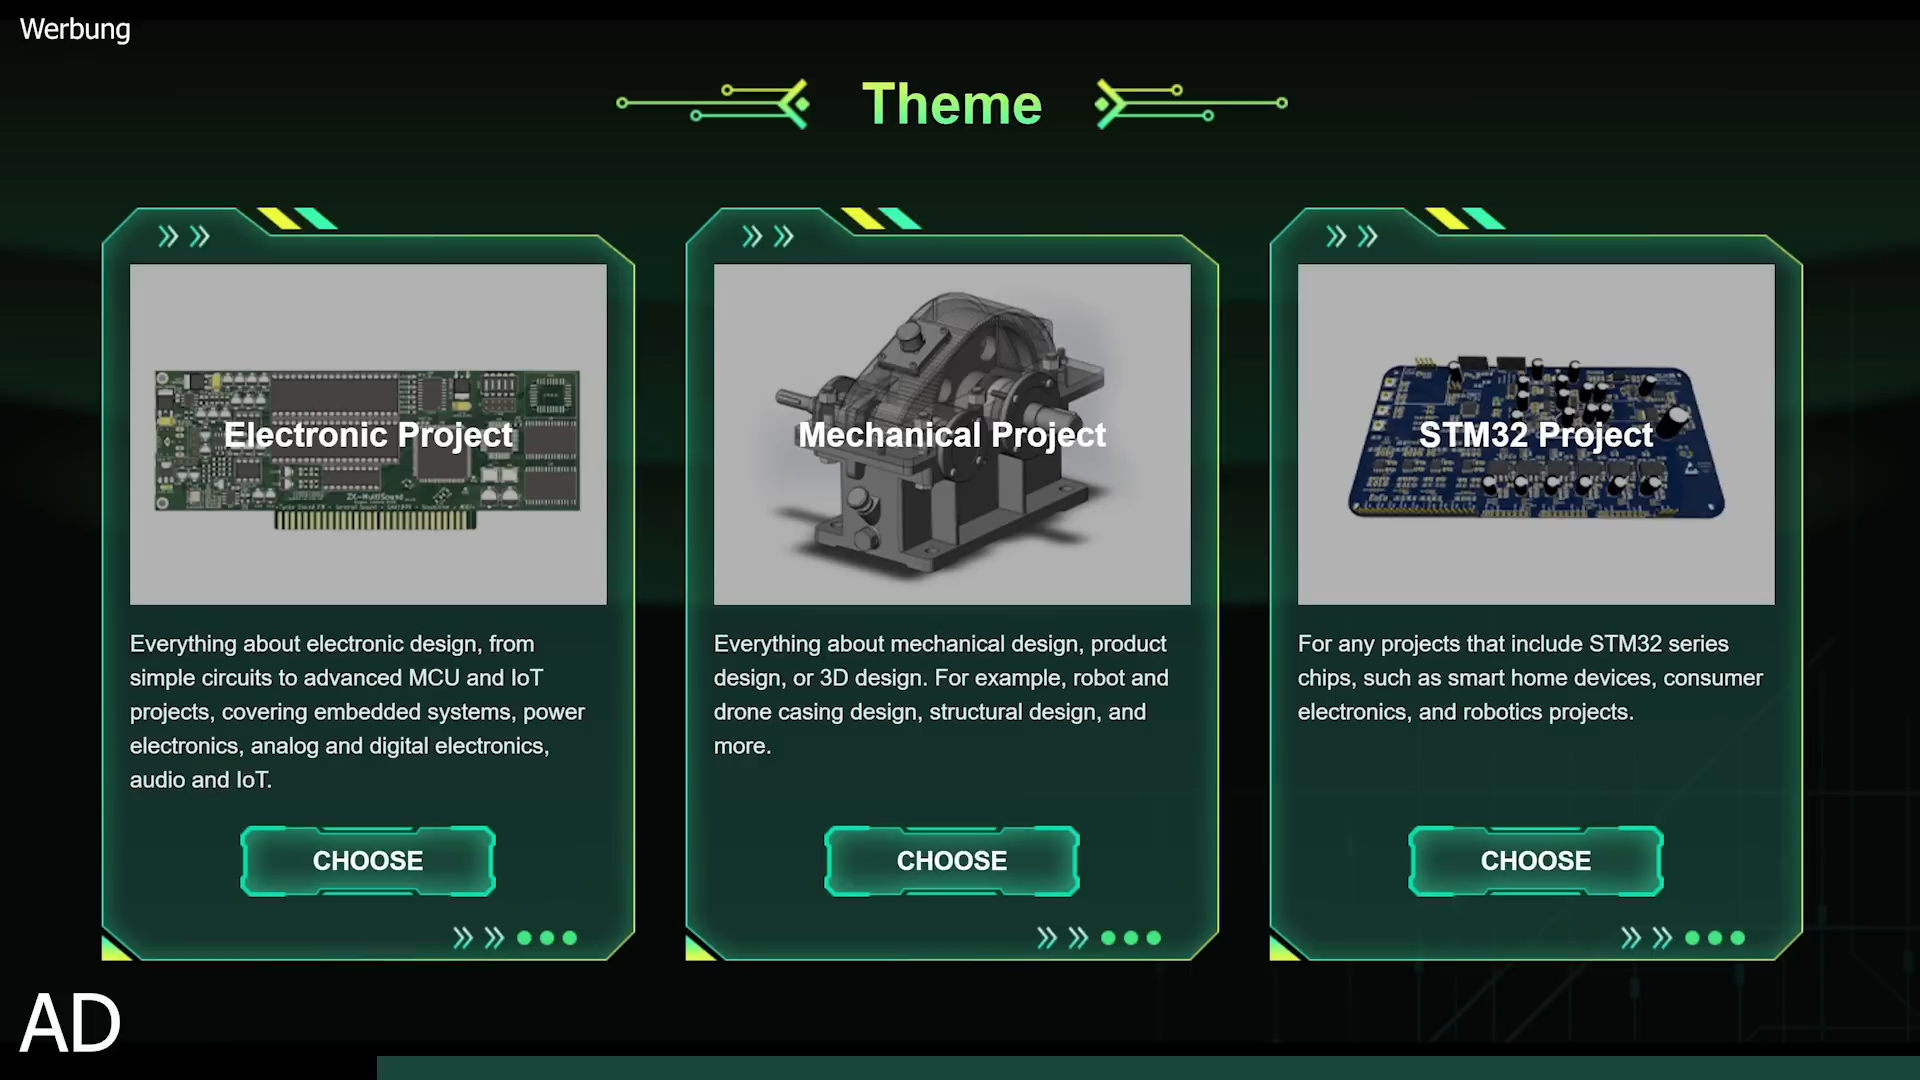 Werbung
Theme
Electronic Project
Mechanical Project
STM32 Project
ZX-MultiSound
Everything about electronic design, from
simple circuits to advanced MCU and IoT
projects, covering embedded systems, power
electronics, analog and digital electronics,
audio and IoT.
Everything about mechanical design, product
design, or 3D design. For example, robot and
drone casing design, structural design, and
more.
For any projects that include STM32 series
chips, such as smart home devices, consumer
electronics, and robotics projects.
CHOOSE
CHOOSE
CHOOSE
AD